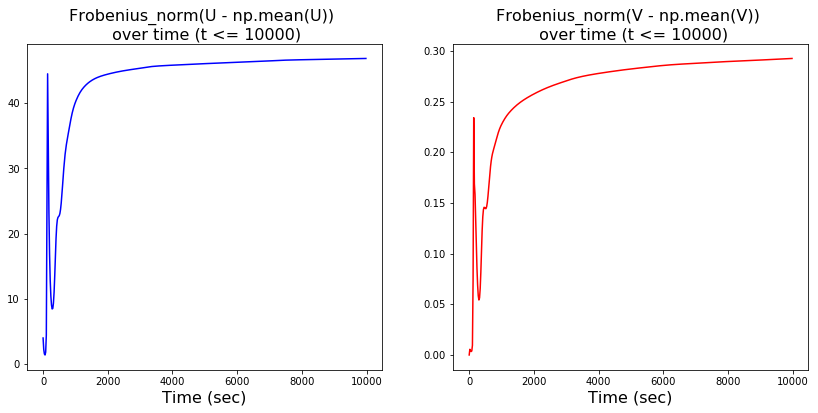 Frobenius_norm(U - np.mean(U))
over time (t <= 10000)
40
30
20
10
0
0 2000 4000 6000 8000 10000
Time (sec)
Frobenius_norm(V - np.mean(V))
over time (t <= 10000)
0.30
0.25
0.20
0.15
0.10
0.05
0.00
0 2000 4000 6000 8000 10000
Time (sec)